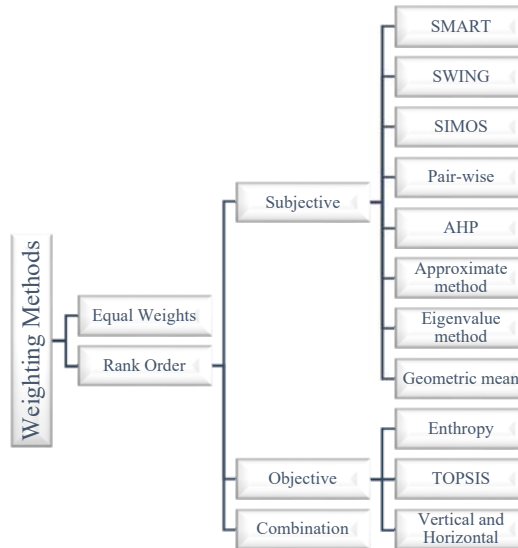 Weighting Methods
Equal Weights
Rank Order
Subjective
SMART
SWING
SIMOS
Pair-wise
AHP
Approximate
method
Eigenvalue
method
Geometric mean
Objective
Enthropy
TOPSIS
Vertical and
Horizontal
Combination